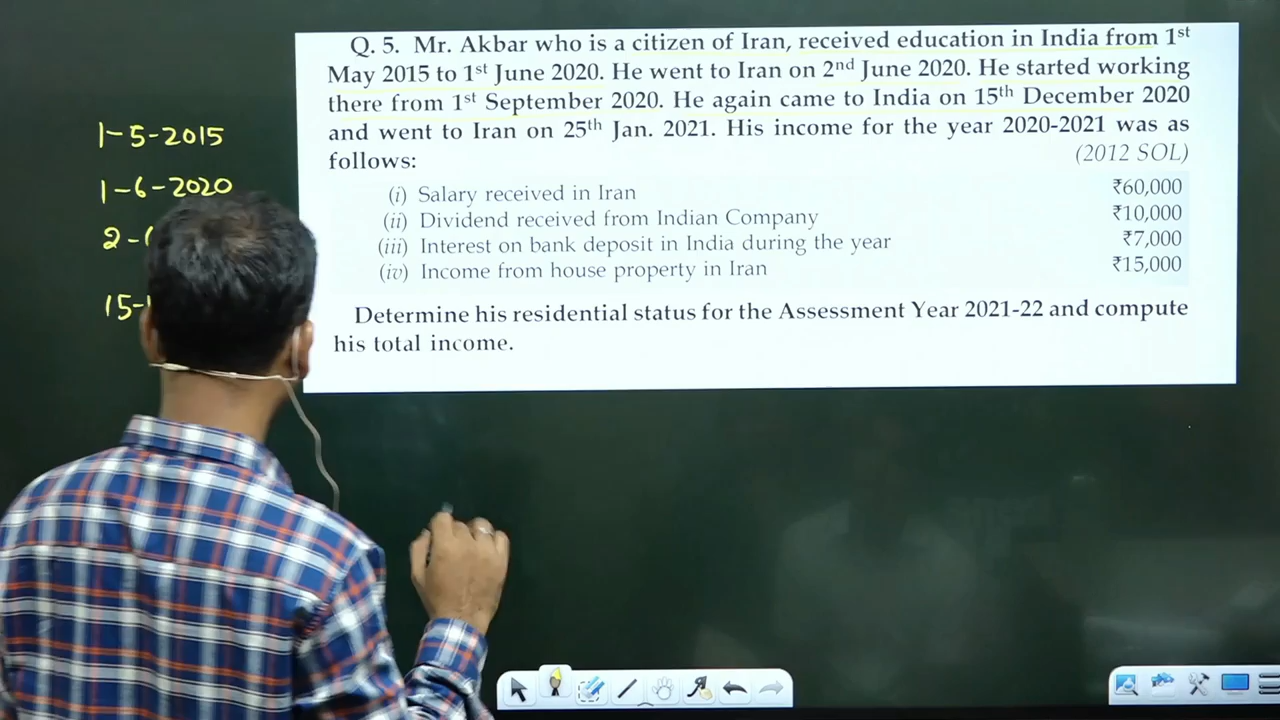 Q. 5. Mr. Akbar who is a citizen of Iran, received education in India from 1st
May 2015 to 1st June 2020. He went to Iran on 2nd June 2020. He started working
there from 1st September 2020. He again came to India on 15th December 2020
and went to Iran on 25th Jan. 2021. His income for the year 2020-2021 was as
follows:
(2012 SOL)
(i) Salary received in Iran ₹60,000
(ii) Dividend received from Indian Company ₹10,000
(iii) Interest on bank deposit in India during the year ₹7,000
(iv) Income from house property in Iran ₹15,000
Determine his residential status for the Assessment Year 2021-22 and compute
his total income.
1-5-2015
1-6-2020
2-
15-